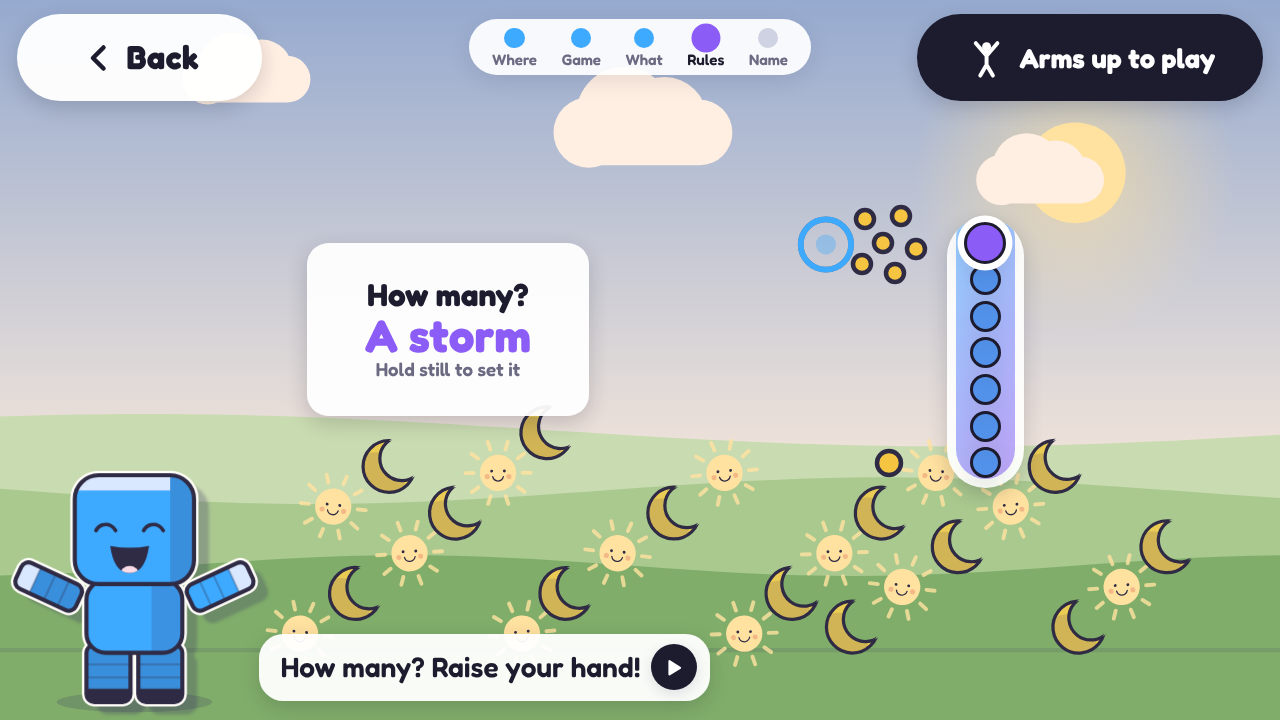 Back
Where Game What Rules Name
Arms up to play
How many?
A storm
Hold still to set it
How many? Raise your hand!